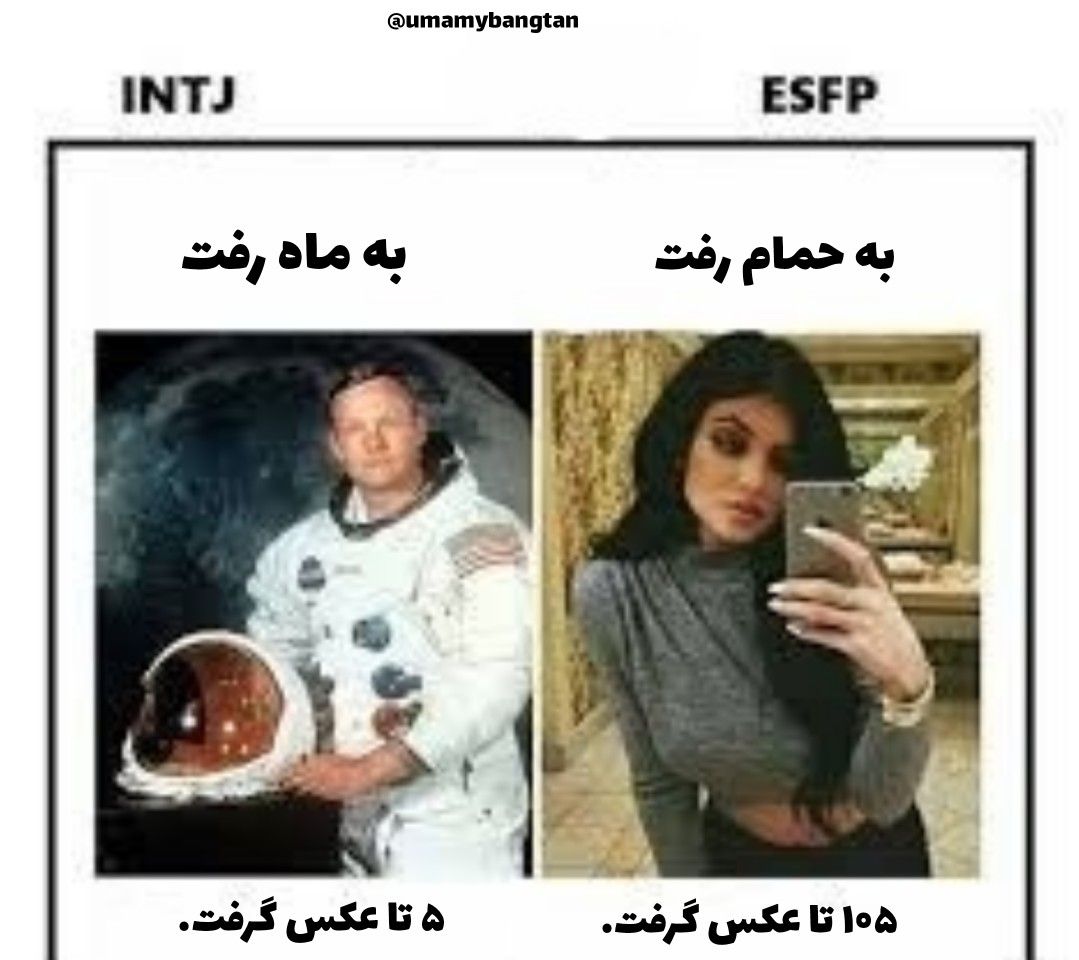 @umamybangtan
INTJ
ESFP
به ماه رفت
به حمام رفت
۵ تا عکس گرفت.
۱۰۵ تا عکس گرفت.